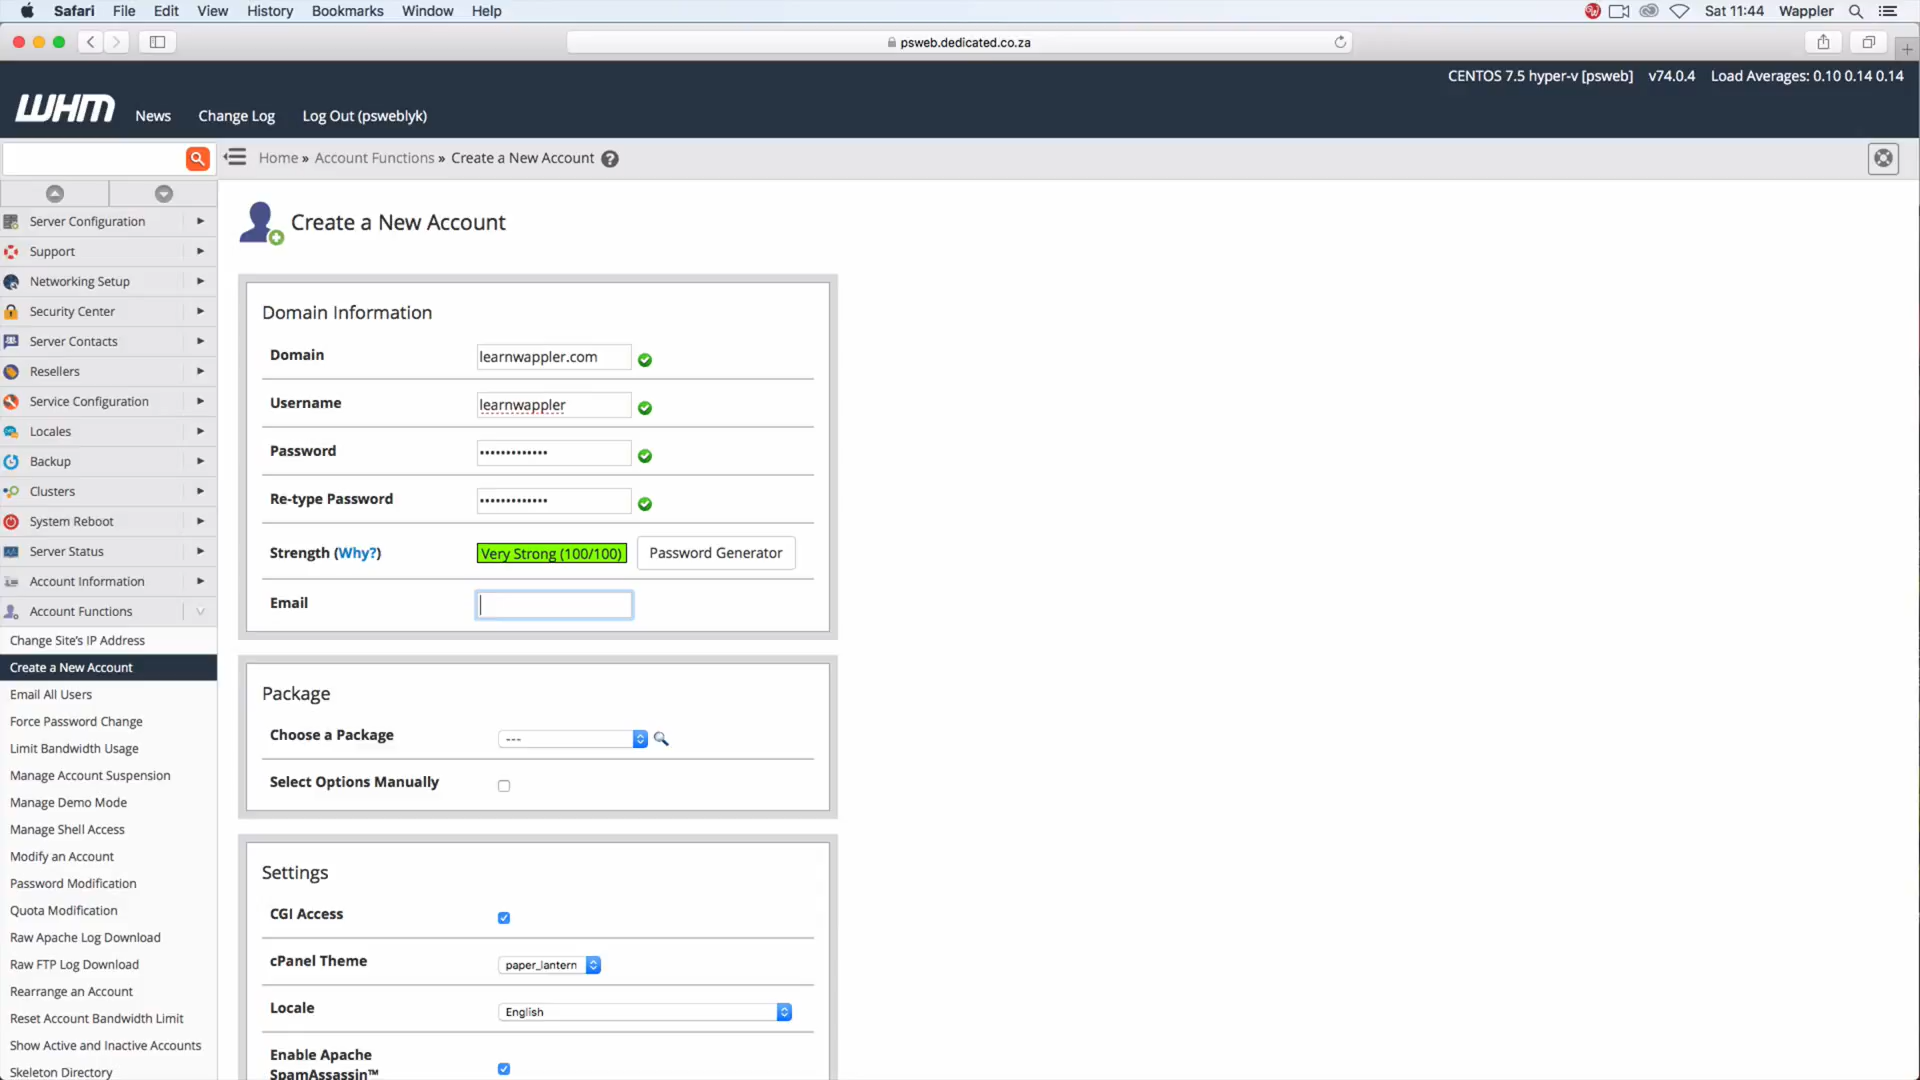 Safari File Edit View History Bookmarks Window Help
Sat 11:44 Wappler
psweb.dedicated.co.za
CENTOS 7.5 hyper-v [psweb] v74.0.4 Load Averages: 0.10 0.14 0.14
WHM News Change Log Log Out (psweblyk)
Home » Account Functions » Create a New Account
Server Configuration
Support
Networking Setup
Security Center
Server Contacts
Resellers
Service Configuration
Locales
Backup
Clusters
System Reboot
Server Status
Account Information
Account Functions
Change Site's IP Address
Create a New Account
Email All Users
Force Password Change
Limit Bandwidth Usage
Manage Account Suspension
Manage Demo Mode
Manage Shell Access
Modify an Account
Password Modification
Quota Modification
Raw Apache Log Download
Raw FTP Log Download
Rearrange an Account
Reset Account Bandwidth Limit
Show Active and Inactive Accounts
Skeleton Directory
Create a New Account
Domain Information
Domain learnwappler.com
Username learnwappler
Password •••••••••••••
Re-type Password •••••••••••••
Strength (Why?) Very Strong (100/100) Password Generator
Email
Package
Choose a Package ---
Select Options Manually
Settings
CGI Access
cPanel Theme paper_lantern
Locale English
Enable Apache
SpamAssassin™